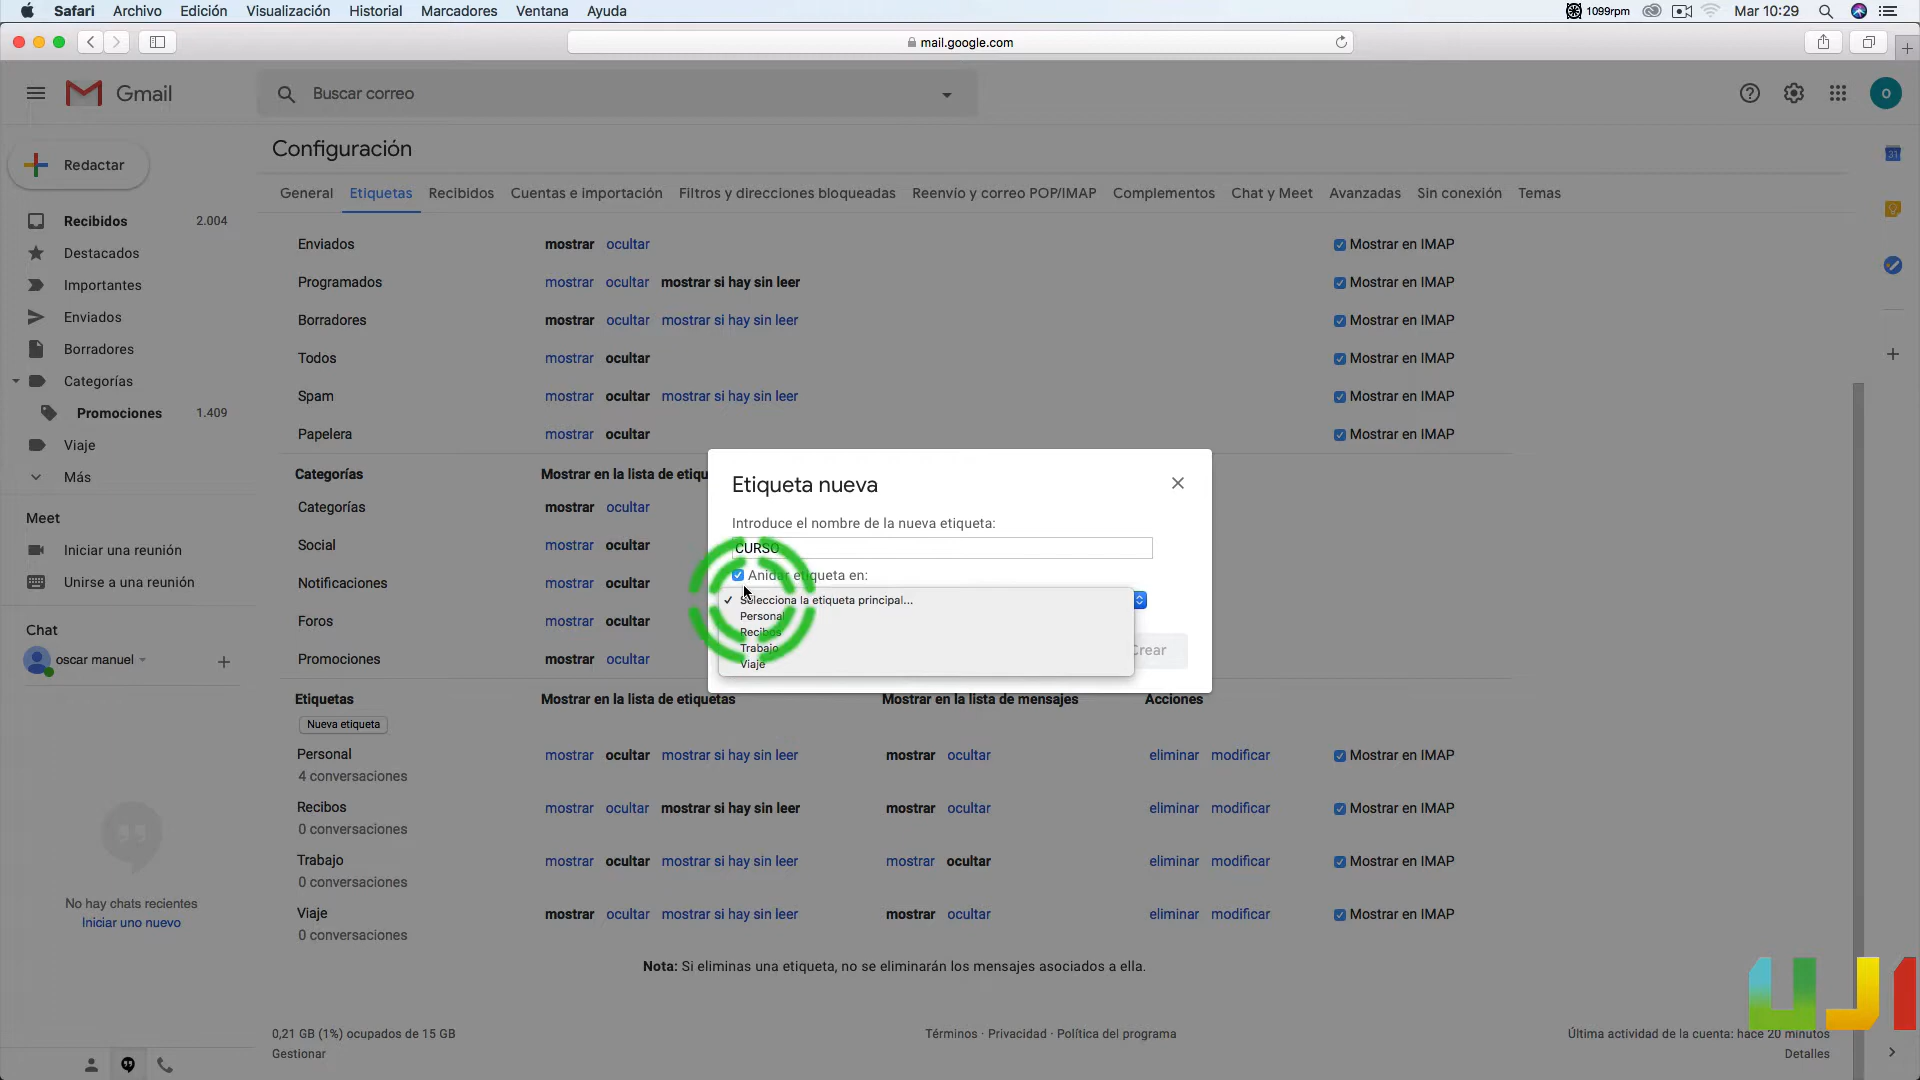 Safari Archivo Edición Visualización Historial Marcadores Ventana Ayuda 1099rpm Mar 10:29
mail.google.com
Gmail
Buscar correo
o
Redactar
Recibidos 2.004
Destacados
Importantes
Enviados
Borradores
Categorías
Promociones 1.409
Viaje
Más
Meet
Iniciar una reunión
Unirse a una reunión
Chat
oscar manuel
No hay chats recientes
Iniciar uno nuevo
Configuración
General Etiquetas Recibidos Cuentas e importación Filtros y direcciones bloqueadas Reenvío y correo POP/IMAP Complementos Chat y Meet Avanzadas Sin conexión Temas
Enviados mostrar ocultar Mostrar en IMAP
Programados mostrar ocultar mostrar si hay sin leer Mostrar en IMAP
Borradores mostrar ocultar mostrar si hay sin leer Mostrar en IMAP
Todos mostrar ocultar Mostrar en IMAP
Spam mostrar ocultar mostrar si hay sin leer Mostrar en IMAP
Papelera mostrar ocultar Mostrar en IMAP
Categorías Mostrar en la lista de etiqu
Categorías mostrar ocultar
Social mostrar ocultar
Notificaciones mostrar ocultar
Foros mostrar ocultar
Promociones mostrar ocultar
Etiqueta nueva
Introduce el nombre de la nueva etiqueta:
CURSO
Anidar etiqueta en:
Selecciona la etiqueta principal...
Personal
Recibos
Trabajo
Viaje
Crear
Etiquetas Mostrar en la lista de etiquetas Mostrar en la lista de mensajes Acciones
Nueva etiqueta
Personal mostrar ocultar mostrar si hay sin leer mostrar ocultar eliminar modificar Mostrar en IMAP
4 conversaciones
Recibos mostrar ocultar mostrar si hay sin leer mostrar ocultar eliminar modificar Mostrar en IMAP
0 conversaciones
Trabajo mostrar ocultar mostrar si hay sin leer mostrar ocultar eliminar modificar Mostrar en IMAP
0 conversaciones
Viaje mostrar ocultar mostrar si hay sin leer mostrar ocultar eliminar modificar Mostrar en IMAP
0 conversaciones
Nota: Si eliminas una etiqueta, no se eliminarán los mensajes asociados a ella.
0,21 GB (1%) ocupados de 15 GB
Gestionar
Términos · Privacidad · Política del programa
Última actividad de la cuenta: hace 20 minutos
Detalles
31